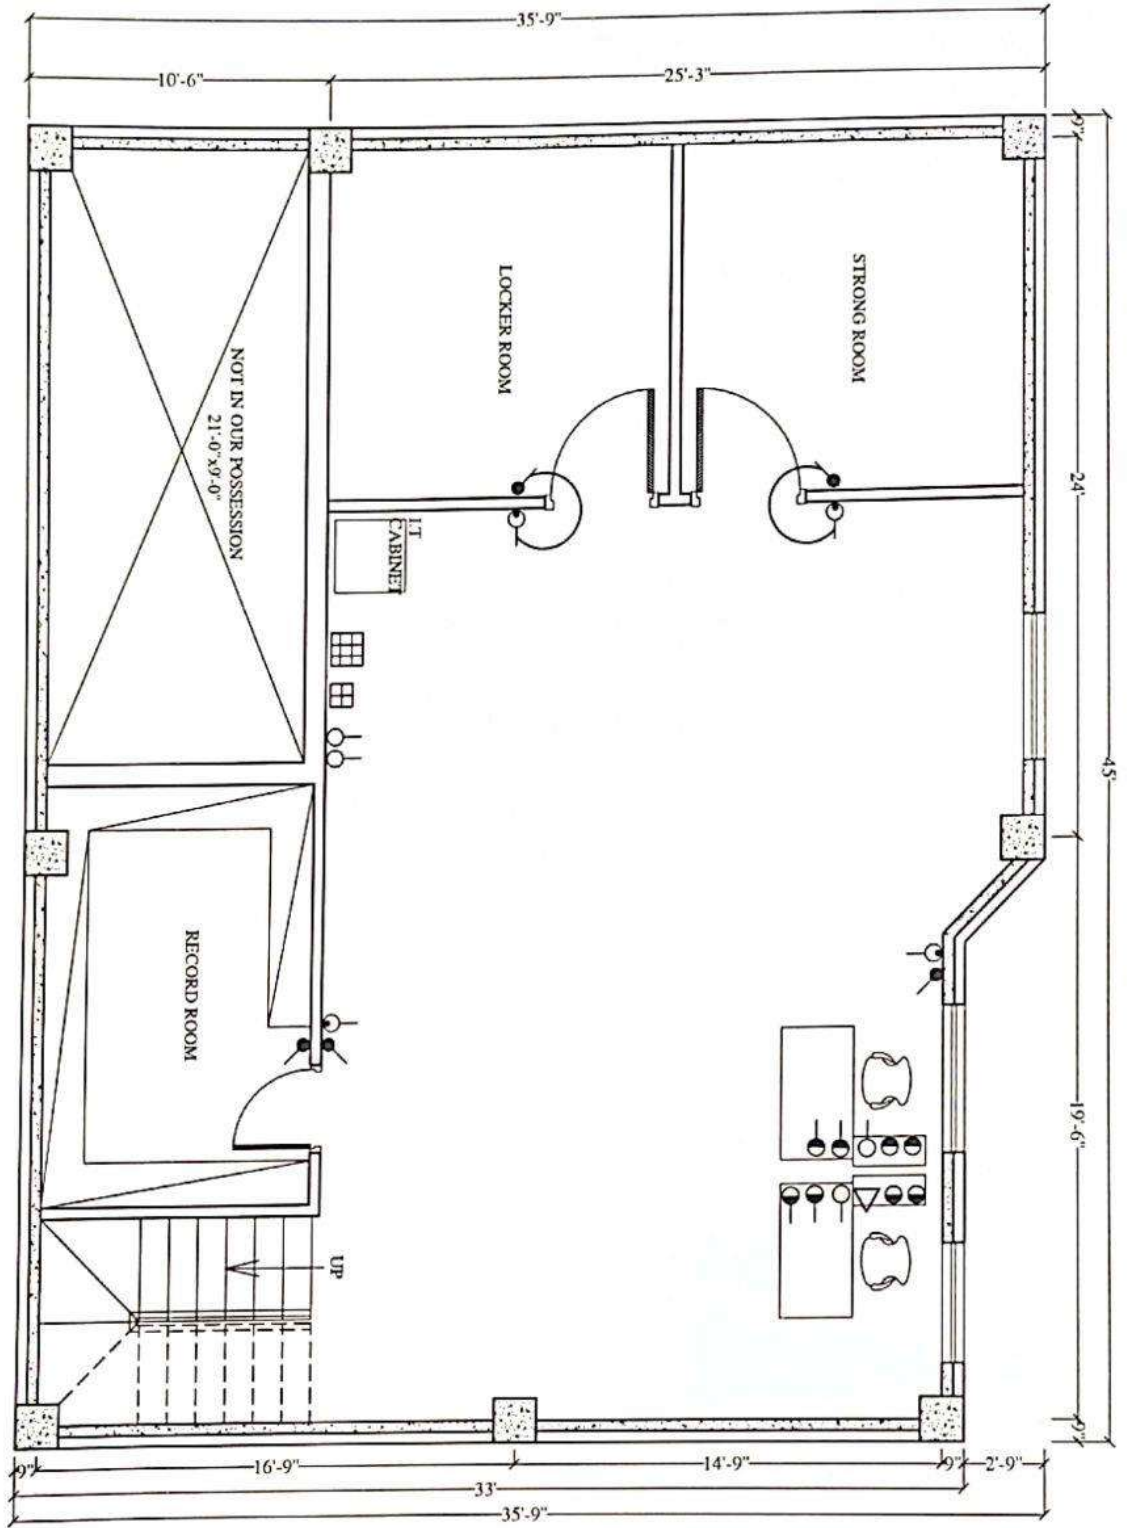 35'-9"
10'-6"
25'-3"
9"
24'
45'
19'-6"
9"
STRONG ROOM
LOCKER ROOM
NOT IN OUR POSSESSION
21'-0"x9'-0"
I.T
CABINET
RECORD ROOM
UP
9"
16'-9"
14'-9"
9"
2'-9"
33'
35'-9"